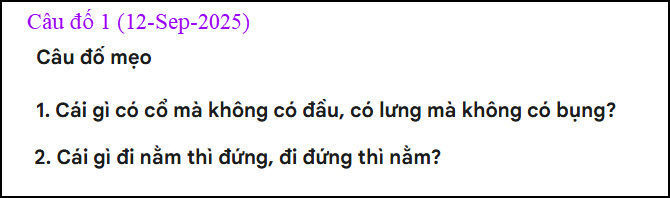 Câu đố 1 (12-Sep-2025)
Câu đố mẹo
1. Cái gì có cổ mà không có đầu, có lưng mà không có bụng?
2. Cái gì đi nằm thì đứng, đi đứng thì nằm?